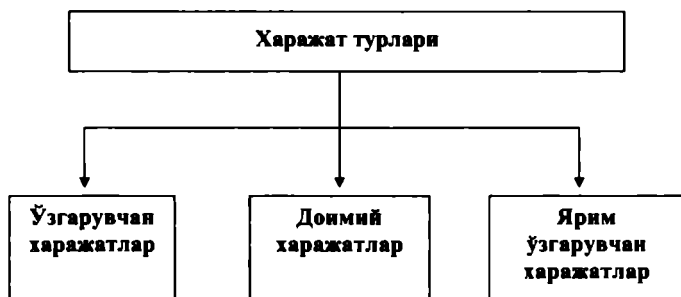 Харажат турлари
Ўзгарувчан
харажатлар
Доимий
харажатлар
Ярим
ўзгарувчан
харажатлар